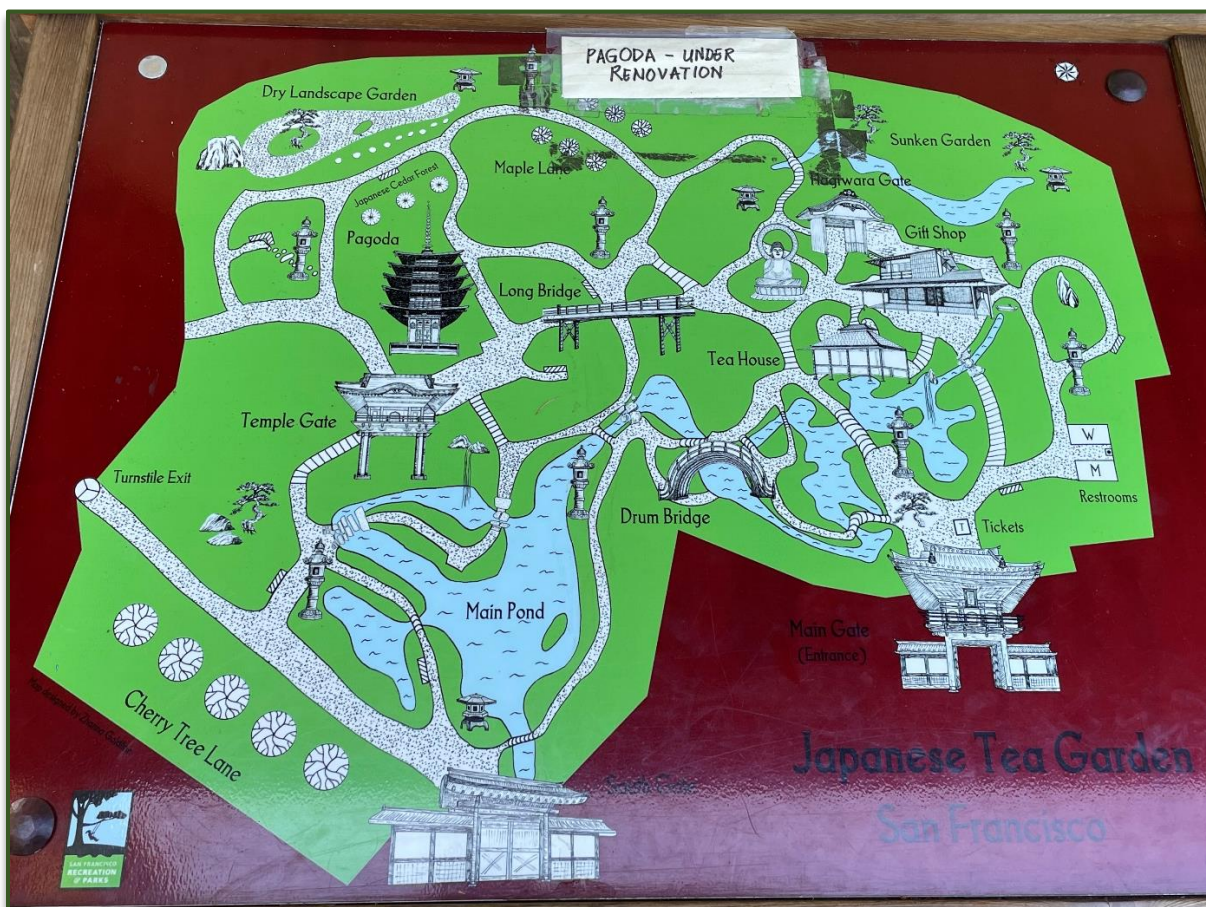 PAGODA - UNDER
RENOVATION
Dry Landscape Garden
Sunken Garden
Maple Lane
Japanese Cedar Forest
Hagiwara Gate
Pagoda
Gift Shop
Long Bridge
Tea House
Temple Gate
W
M
Turnstile Exit
Restrooms
Drum Bridge
T
Tickets
Main Pond
Main Gate
(Entrance)
Cherry Tree Lane
South Gate
Japanese Tea Garden
San Francisco
SAN FRANCISCO
RECREATION
& PARKS